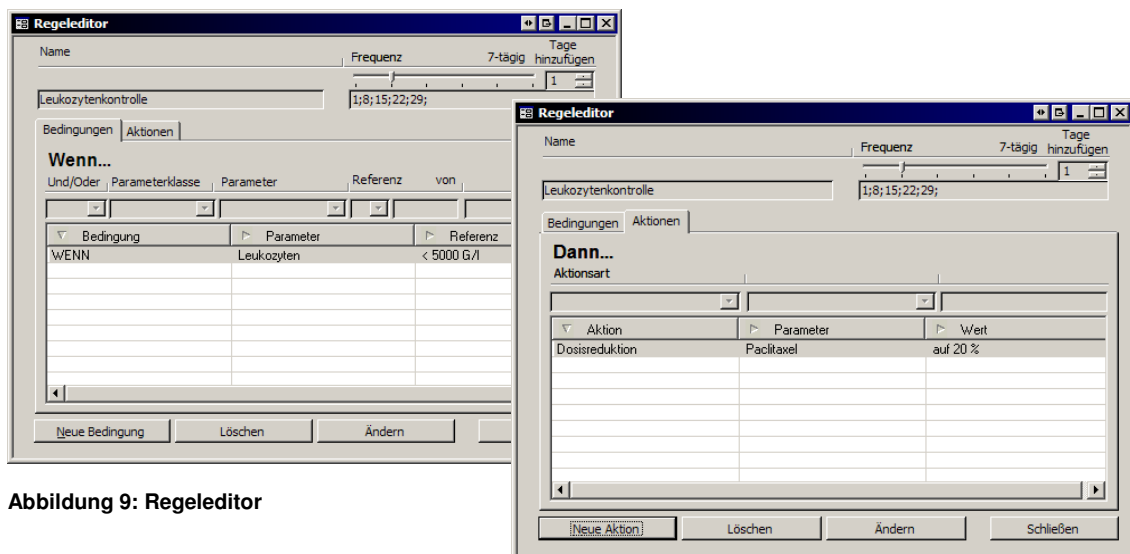 Regeleditor
Name
Frequenz
7-tägig
Tage
hinzufügen
1
Leukozytenkontrolle
1;8;15;22;29;
Bedingungen
Aktionen
Wenn...
Und/Oder
Parameterklasse
Parameter
Referenz
von
Bedingung
Parameter
Referenz
WENN
Leukozyten
< 5000 G/l
Neue Bedingung
Löschen
Ändern
Abbildung 9: Regeleditor
Regeleditor
Name
Frequenz
7-tägig
Tage
hinzufügen
1
Leukozytenkontrolle
1;8;15;22;29;
Bedingungen
Aktionen
Dann...
Aktionsart
Aktion
Parameter
Wert
Dosisreduktion
Paclitaxel
auf 20 %
Neue Aktion
Löschen
Ändern
Schließen